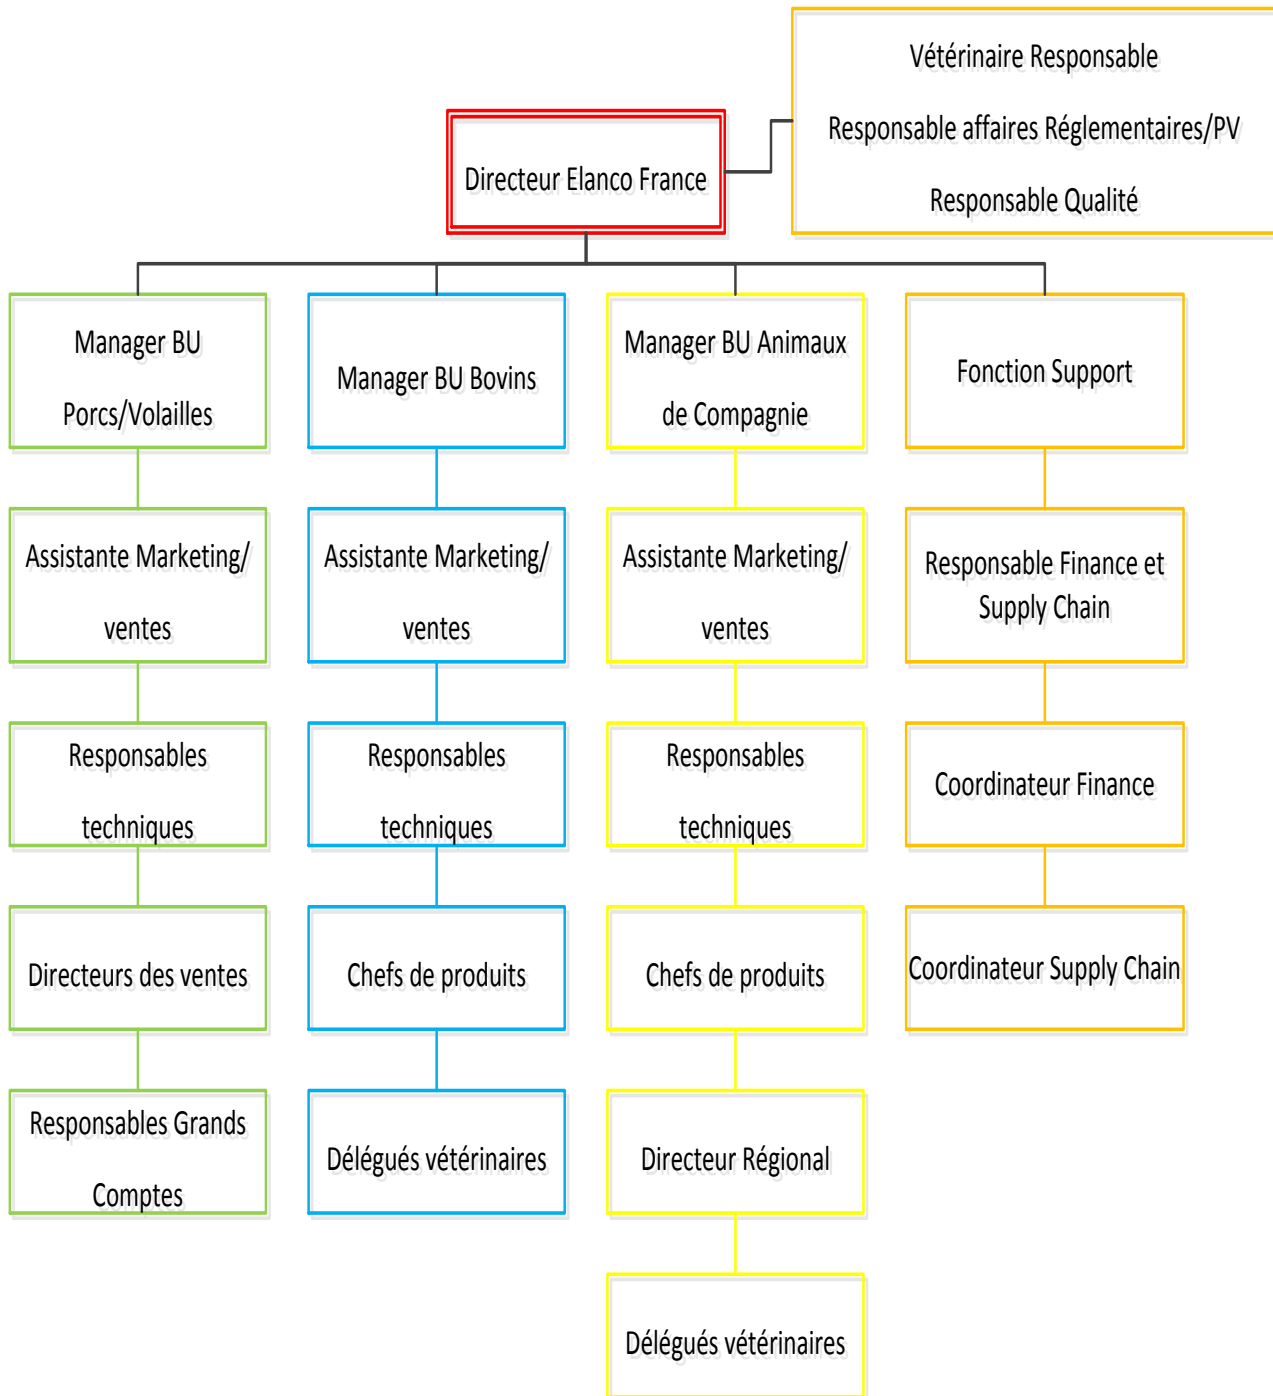 Vétérinaire Responsable
Responsable affaires Réglementaires/PV
Responsable Qualité
Directeur Elanco France
Manager BU
Porcs/Volailles
Manager BU Bovins
Manager BU Animaux
de Compagnie
Fonction Support
Assistante Marketing/
ventes
Assistante Marketing/
ventes
Assistante Marketing/
ventes
Responsable Finance et
Supply Chain
Responsables
techniques
Responsables
techniques
Responsables
techniques
Coordinateur Finance
Directeurs des ventes
Chefs de produits
Chefs de produits
Coordinateur Supply Chain
Responsables Grands
Comptes
Délégués vétérinaires
Directeur Régional
Délégués vétérinaires